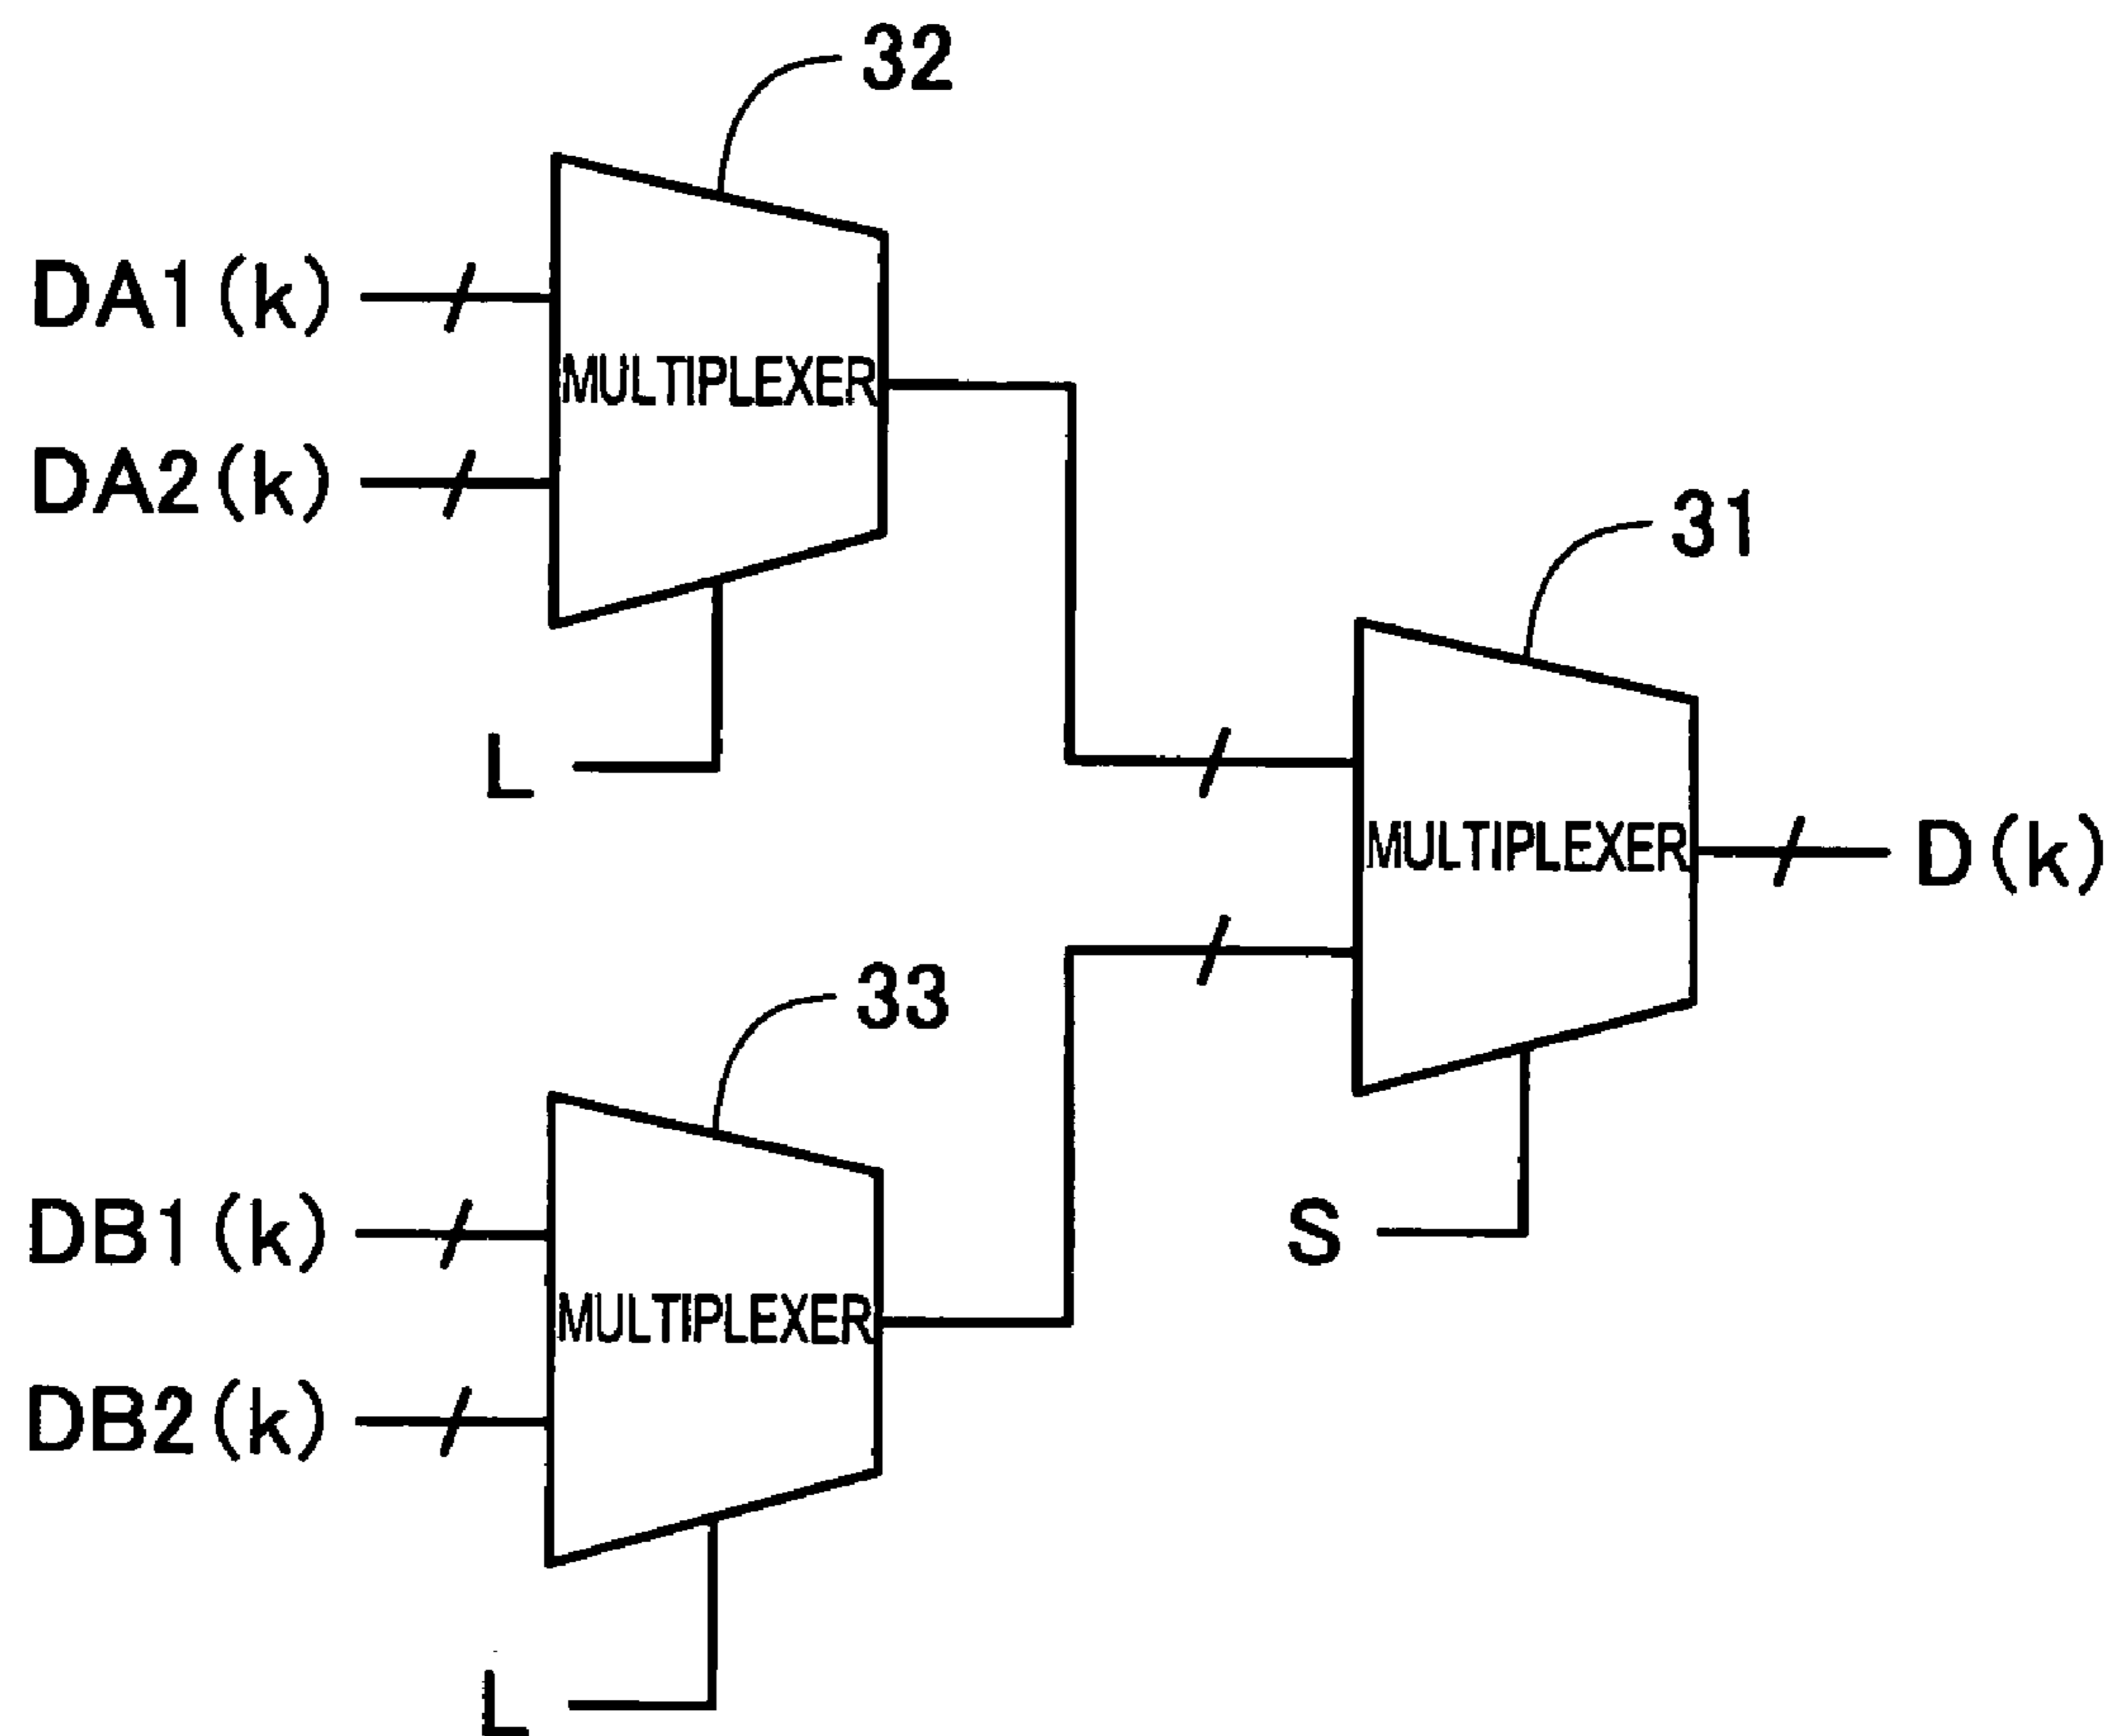 32
DA1(k)
MULTIPLEXER
DA2(k)
31
L
MULTIPLEXER
D(k)
33
DB1(k)
S
MULTIPLEXER
DB2(k)
L